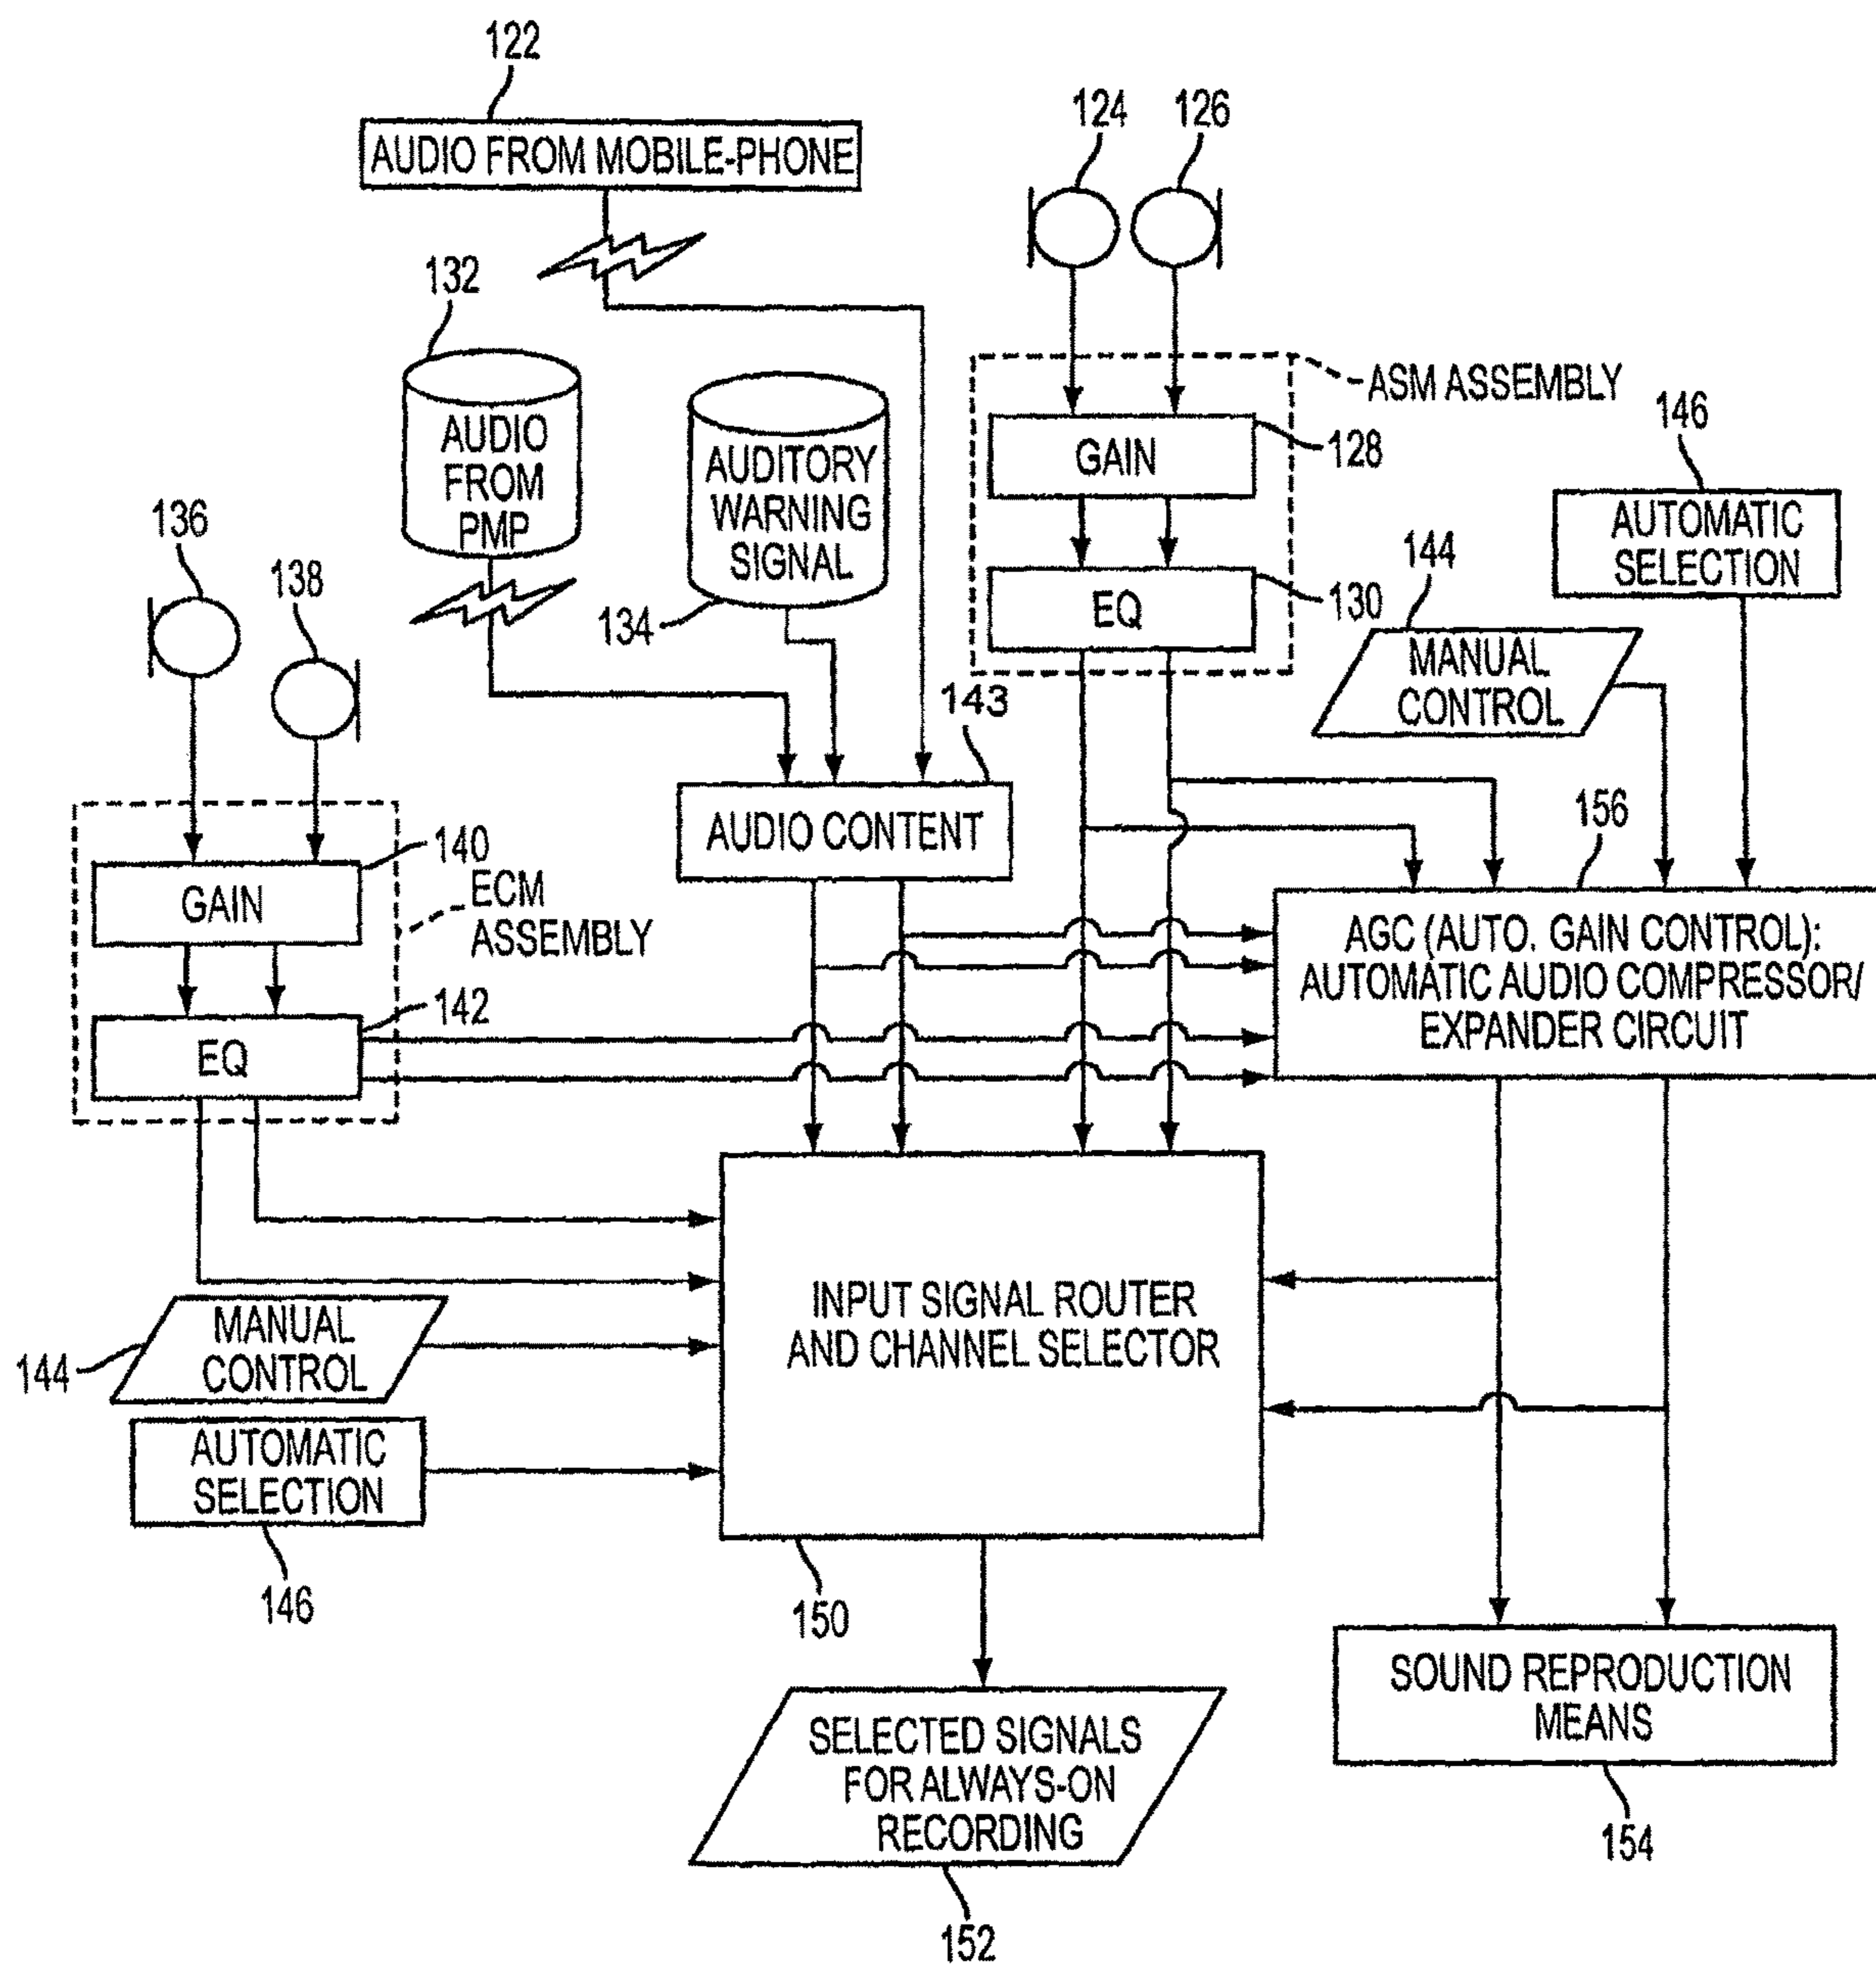 122
AUDIO FROM MOBILE-PHONE
124
126
132
AUDIO
FROM
PMP
AUDITORY
WARNING
SIGNAL
134
ASM ASSEMBLY
GAIN
128
EQ
130
146
AUTOMATIC
SELECTION
144
MANUAL
CONTROL
136
138
143
AUDIO CONTENT
156
AGC (AUTO. GAIN CONTROL):
AUTOMATIC AUDIO COMPRESSOR/
EXPANDER CIRCUIT
140
GAIN
ECM
ASSEMBLY
142
EQ
INPUT SIGNAL ROUTER
AND CHANNEL SELECTOR
MANUAL
CONTROL
144
AUTOMATIC
SELECTION
146
150
SELECTED SIGNALS
FOR ALWAYS-ON
RECORDING
152
SOUND REPRODUCTION
MEANS
154